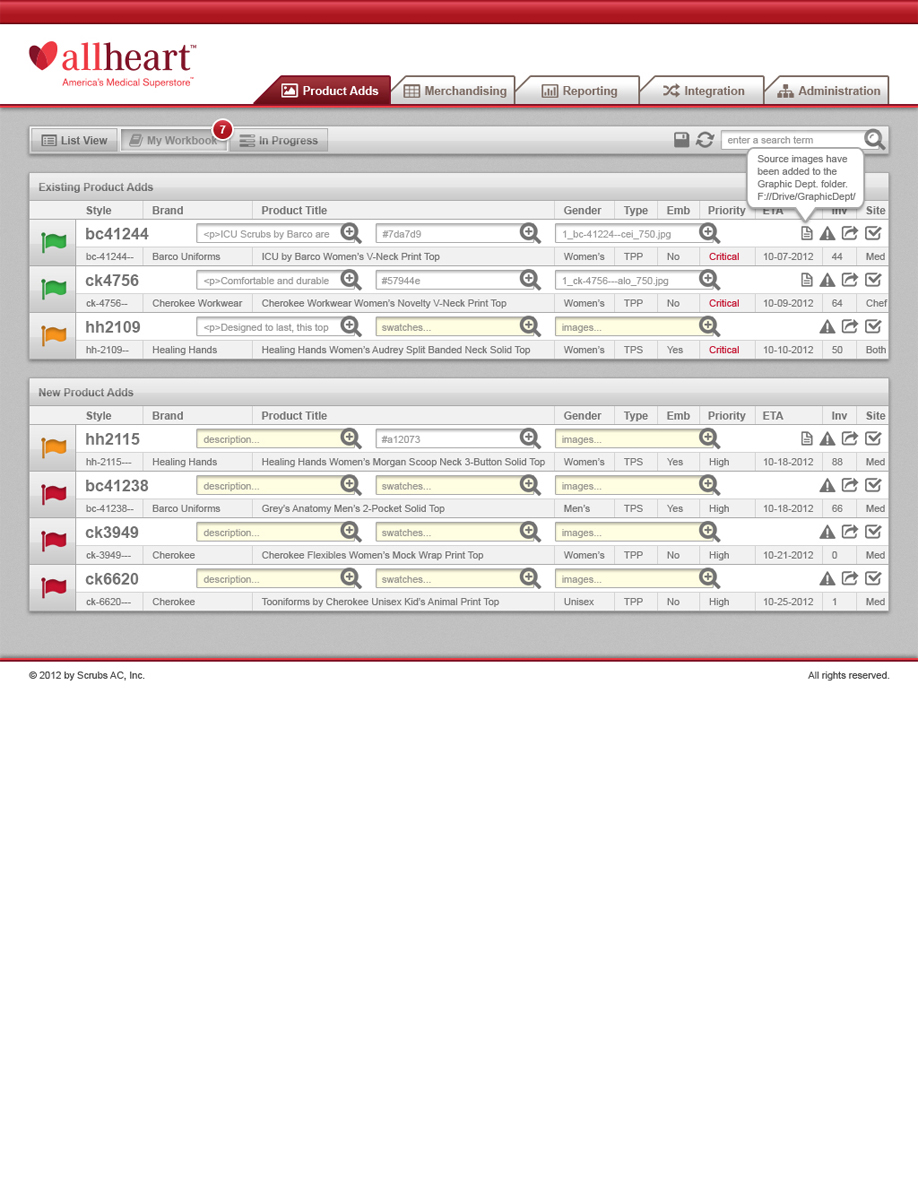 allheart™
America's Medical Superstore™
Product Adds
Merchandising
Reporting
Integration
Administration
List View
My Workbook
7
In Progress
enter a search term
Source images have
been added to the
Graphic Dept. folder.
F://Drive/GraphicDept/
Existing Product Adds
Style Brand Product Title Gender Type Emb Priority ETA Inv Site
bc41244 <p>ICU Scrubs by Barco are #7da7d9 1_bc-41224--cei_750.jpg
bc-41244-- Barco Uniforms ICU by Barco Women's V-Neck Print Top Women's TPP No Critical 10-07-2012 44 Med
ck4756 <p>Comfortable and durable #57944e 1_ck-4756---alo_750.jpg
ck-4756-- Cherokee Workwear Cherokee Workwear Women's Novelty V-Neck Print Top Women's TPP No Critical 10-09-2012 64 Chef
hh2109 <p>Designed to last, this top swatches... images...
hh-2109-- Healing Hands Healing Hands Women's Audrey Split Banded Neck Solid Top Women's TPS Yes Critical 10-10-2012 50 Both
New Product Adds
Style Brand Product Title Gender Type Emb Priority ETA Inv Site
hh2115 description... #a12073 images...
hh-2115--- Healing Hands Healing Hands Women's Morgan Scoop Neck 3-Button Solid Top Women's TPS Yes High 10-18-2012 88 Med
bc41238 description... swatches... images...
bc-41238-- Barco Uniforms Grey's Anatomy Men's 2-Pocket Solid Top Men's TPS Yes High 10-18-2012 66 Med
ck3949 description... swatches... images...
ck-3949--- Cherokee Cherokee Flexibles Women's Mock Wrap Print Top Women's TPP No High 10-21-2012 0 Med
ck6620 description... swatches... images...
ck-6620--- Cherokee Tooniforms by Cherokee Unisex Kid's Animal Print Top Unisex TPP No High 10-25-2012 1 Med
© 2012 by Scrubs AC, Inc.
All rights reserved.